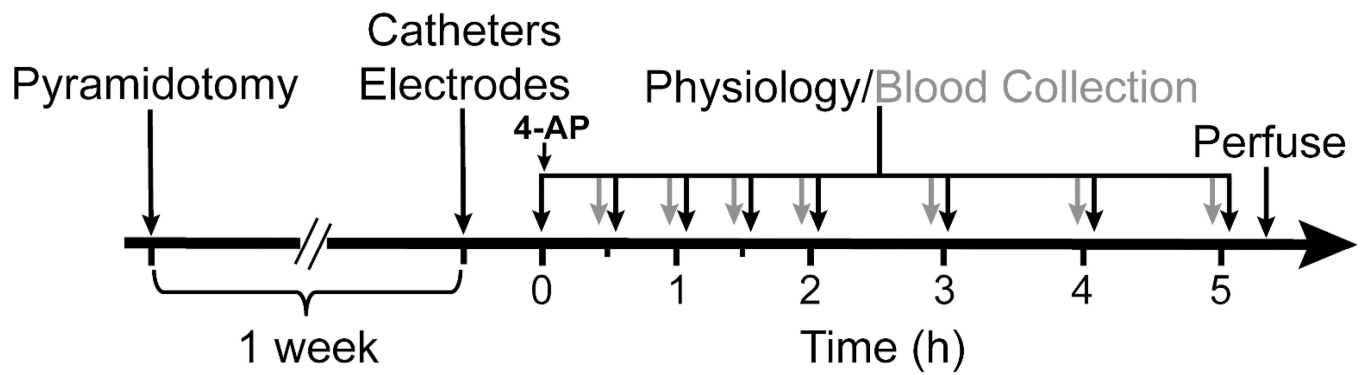 Catheters
Pyramidotomy Electrodes Physiology/Blood Collection
4-AP Perfuse
0 1 2 3 4 5
1 week Time (h)